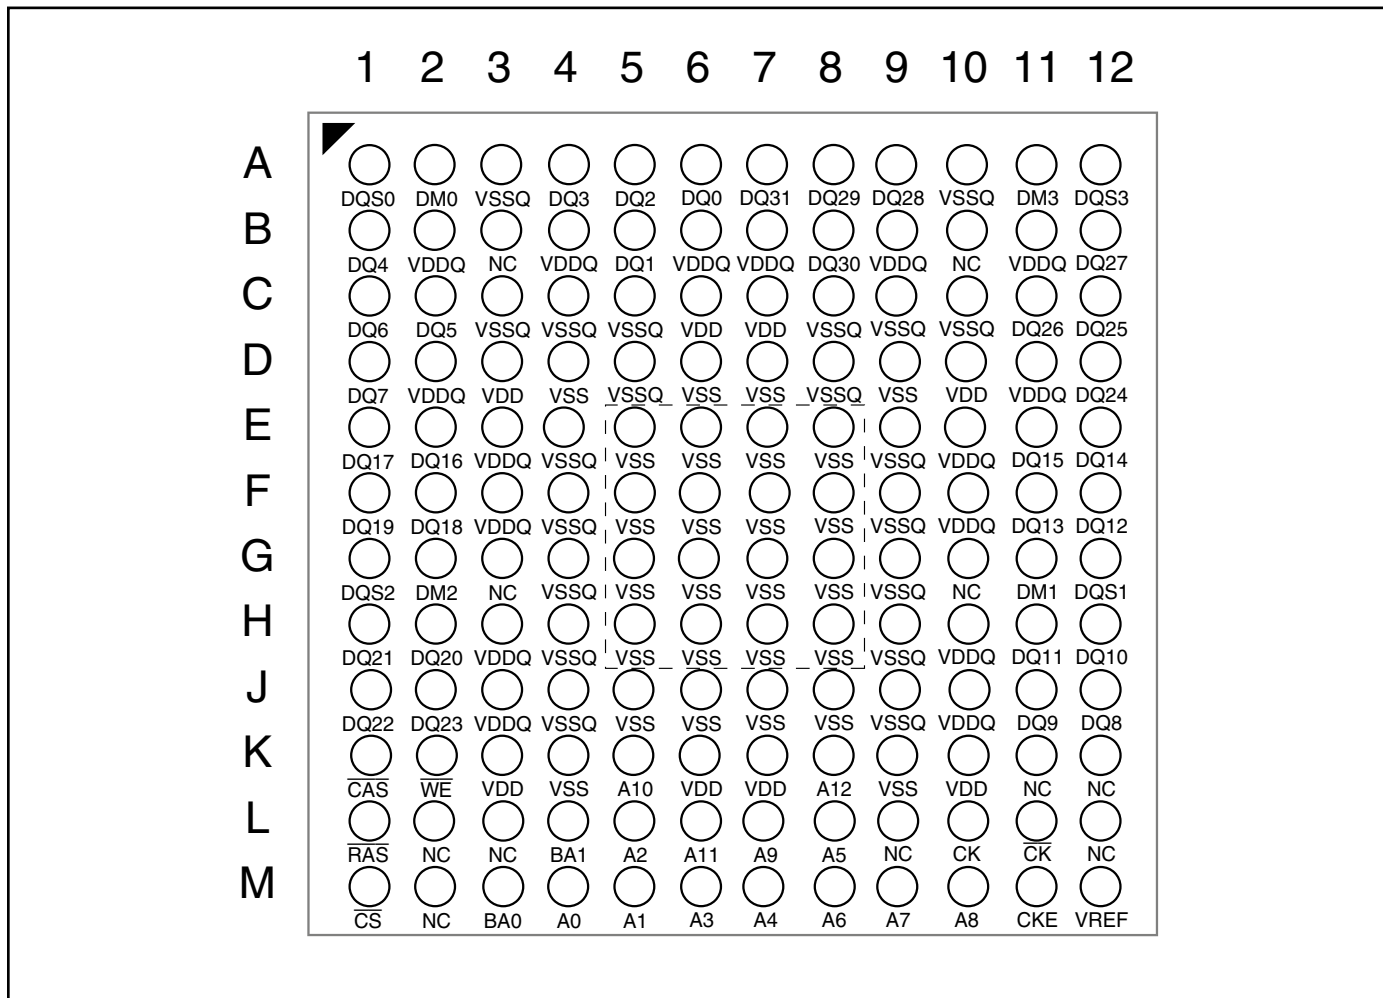 1 2 3 4 5 6 7 8 9 10 11 12
A
DQS0 DM0 VSSQ DQ3 DQ2 DQ0 DQ31 DQ29 DQ28 VSSQ DM3 DQS3
B
DQ4 VDDQ NC VDDQ DQ1 VDDQ VDDQ DQ30 VDDQ NC VDDQ DQ27
C
DQ6 DQ5 VSSQ VSSQ VSSQ VDD VDD VSSQ VSSQ VSSQ DQ26 DQ25
D
DQ7 VDDQ VDD VSS VSSQ VSS VSS VSSQ VSS VDD VDDQ DQ24
E
DQ17 DQ16 VDDQ VSSQ VSS VSS VSS VSS VSSQ VDDQ DQ15 DQ14
F
DQ19 DQ18 VDDQ VSSQ VSS VSS VSS VSS VSSQ VDDQ DQ13 DQ12
G
DQS2 DM2 NC VSSQ VSS VSS VSS VSS VSSQ NC DM1 DQS1
H
DQ21 DQ20 VDDQ VSSQ VSS VSS VSS VSS VSSQ VDDQ DQ11 DQ10
J
DQ22 DQ23 VDDQ VSSQ VSS VSS VSS VSS VSSQ VDDQ DQ9 DQ8
K
C̅A̅S̅ W̅E̅ VDD VSS A10 VDD VDD A12 VSS VDD NC NC
L
R̅A̅S̅ NC NC BA1 A2 A11 A9 A5 NC CK C̅K̅ NC
M
C̅S̅ NC BA0 A0 A1 A3 A4 A6 A7 A8 CKE VREF